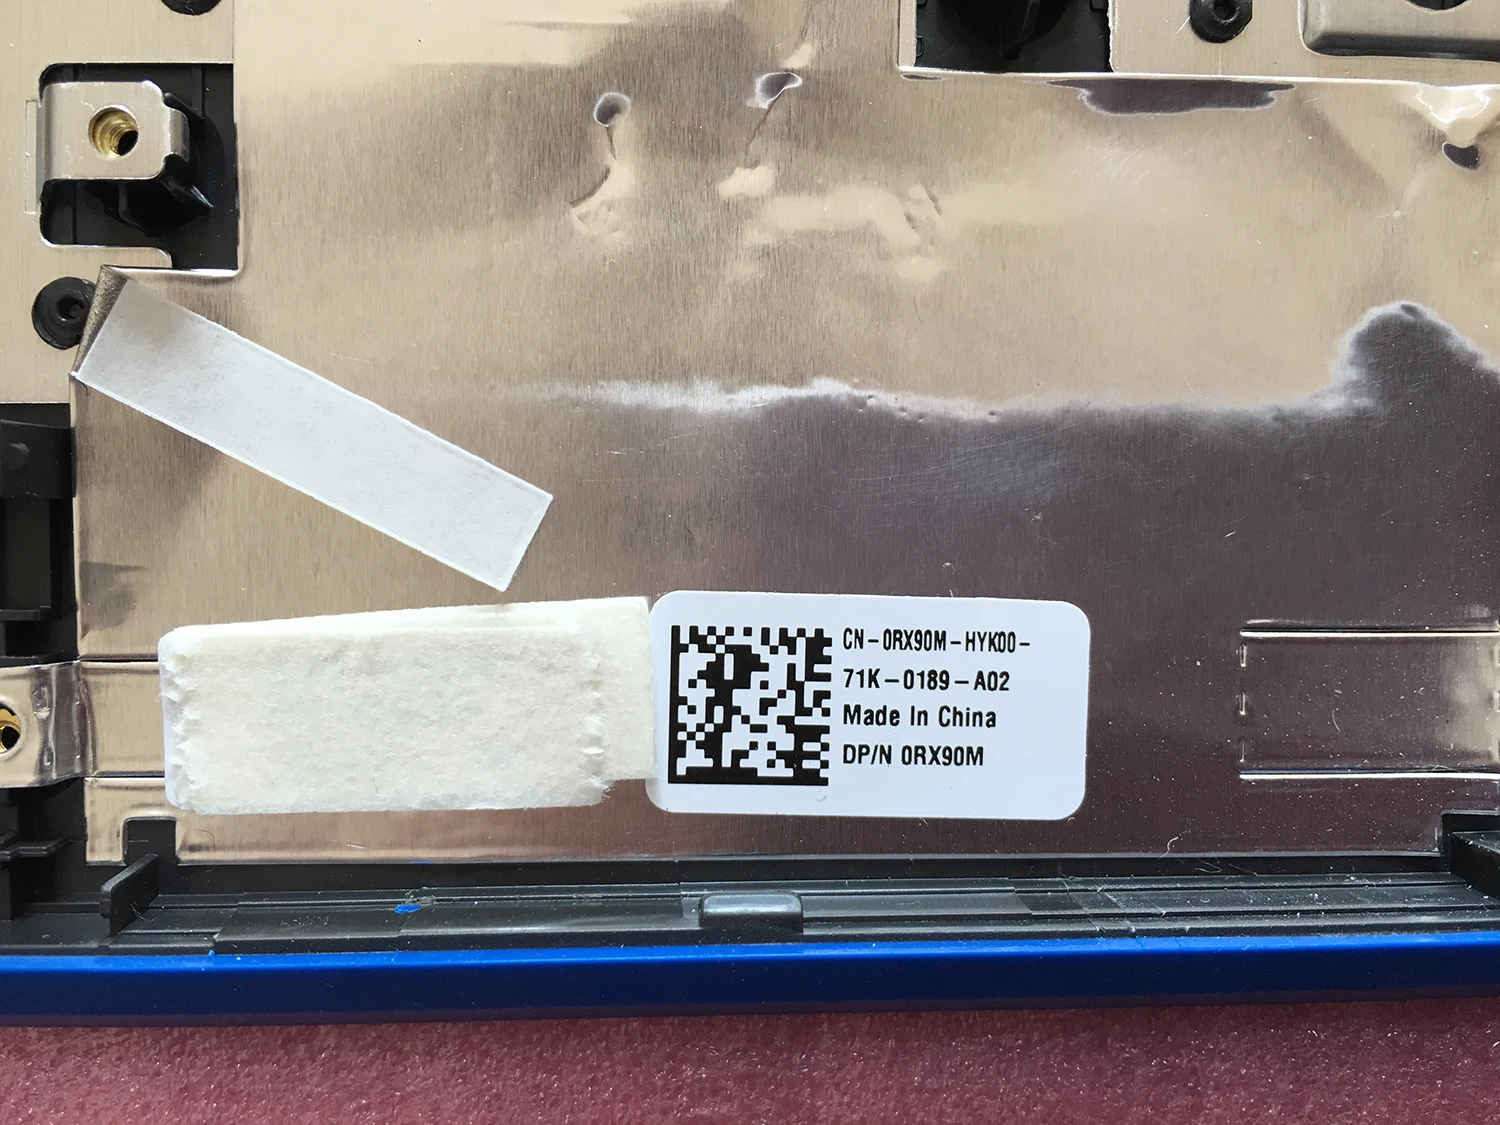 CN-0RX90M-HYK00-
71K-0189-A02
Made In China
DP/N 0RX90M